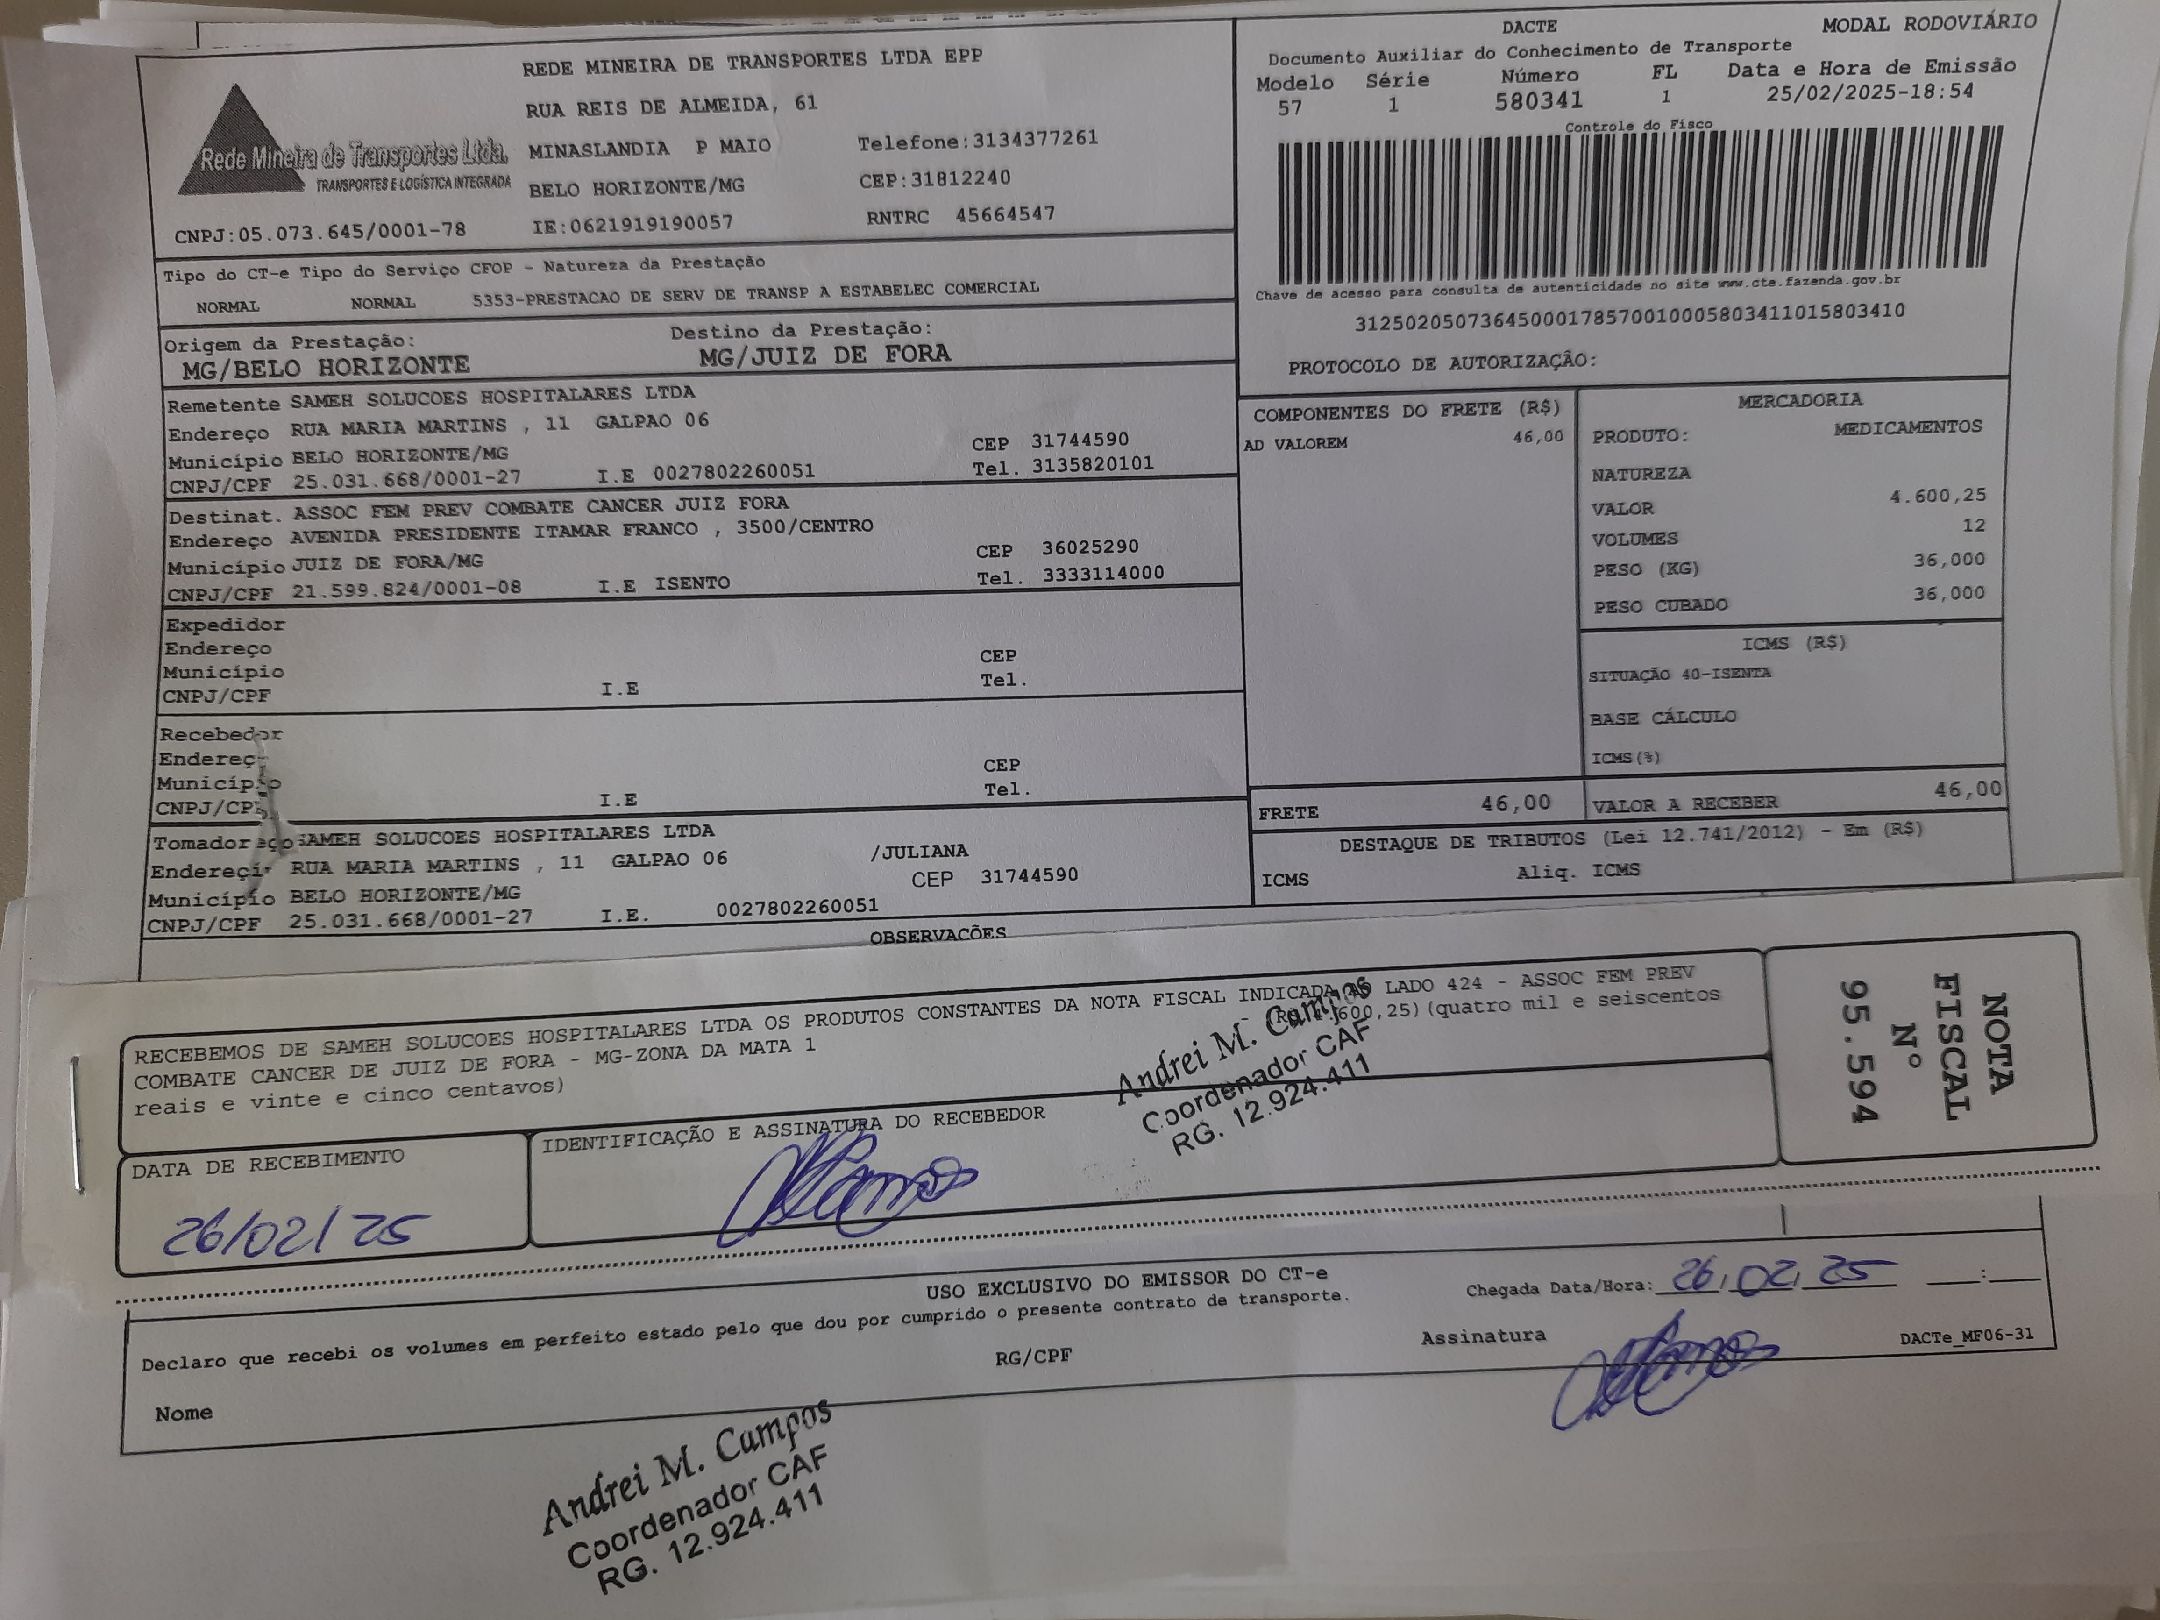 REDE MINEIRA DE TRANSPORTES LTDA EPP
RUA REIS DE ALMEIDA, 61
MINASLANDIA P MAIO Telefone:3134377261
BELO HORIZONTE/MG CEP:31812240
Rede Mineira de Transportes Ltda.
TRANSPORTES E LOGÍSTICA INTEGRADA
CNPJ:05.073.645/0001-78 IE:0621919190057 RNTRC 45664547
DACTE MODAL RODOVIÁRIO
Documento Auxiliar do Conhecimento de Transporte
Modelo Série Número FL Data e Hora de Emissão
57 1 580341 1 25/02/2025-18:54
Controle do Fisco
Chave de acesso para consulta de autenticidade no site www.cte.fazenda.gov.br
31250205073645000178570010005803411015803410
PROTOCOLO DE AUTORIZAÇÃO:
Tipo do CT-e Tipo do Serviço CFOP - Natureza da Prestação
NORMAL NORMAL 5353-PRESTACAO DE SERV DE TRANSP A ESTABELEC COMERCIAL
Origem da Prestação: Destino da Prestação:
MG/BELO HORIZONTE MG/JUIZ DE FORA
Remetente SAMEH SOLUCOES HOSPITALARES LTDA
Endereço RUA MARIA MARTINS , 11 GALPAO 06
Município BELO HORIZONTE/MG CEP 31744590
CNPJ/CPF 25.031.668/0001-27 I.E 0027802260051 Tel. 3135820101
Destinat. ASSOC FEM PREV COMBATE CANCER JUIZ FORA
Endereço AVENIDA PRESIDENTE ITAMAR FRANCO , 3500/CENTRO
Município JUIZ DE FORA/MG CEP 36025290
CNPJ/CPF 21.599.824/0001-08 I.E ISENTO Tel. 3333114000
Expedidor
Endereço
Município CEP
CNPJ/CPF I.E Tel.
Recebedor
Endereç
Município CEP
CNPJ/CPF I.E Tel.
Tomador SAMEH SOLUCOES HOSPITALARES LTDA
Endereç RUA MARIA MARTINS , 11 GALPAO 06 /JULIANA
Município BELO HORIZONTE/MG CEP 31744590
CNPJ/CPF 25.031.668/0001-27 I.E. 0027802260051
COMPONENTES DO FRETE (R$)
AD VALOREM 46,00
MERCADORIA
PRODUTO: MEDICAMENTOS
NATUREZA
VALOR 4.600,25
VOLUMES 12
PESO (KG) 36,000
PESO CUBADO 36,000
ICMS (R$)
SITUAÇÃO 40-ISENTA
BASE CÁLCULO
ICMS(%)
FRETE 46,00 VALOR A RECEBER 46,00
DESTAQUE DE TRIBUTOS (Lei 12.741/2012) - Em (R$)
ICMS Aliq. ICMS
OBSERVAÇÕES
RECEBEMOS DE SAMEH SOLUCOES HOSPITALARES LTDA OS PRODUTOS CONSTANTES DA NOTA FISCAL INDICADA AO LADO 424 - ASSOC FEM PREV
COMBATE CANCER DE JUIZ DE FORA - MG-ZONA DA MATA 1 (quatro mil e seiscentos
reais e vinte e cinco centavos)
Andrei M. Campos
Coordenador CAF
RG. 12.924.411
NOTA
FISCAL
Nº
95.594
DATA DE RECEBIMENTO IDENTIFICAÇÃO E ASSINATURA DO RECEBEDOR
26/02/25
USO EXCLUSIVO DO EMISSOR DO CT-e
Declaro que recebi os volumes em perfeito estado pelo que dou por cumprido o presente contrato de transporte.
Chegada Data/Hora: 26,02,25 __:__
Nome RG/CPF Assinatura DACTe_MF06-31
Andrei M. Campos
Coordenador CAF
RG. 12.924.411